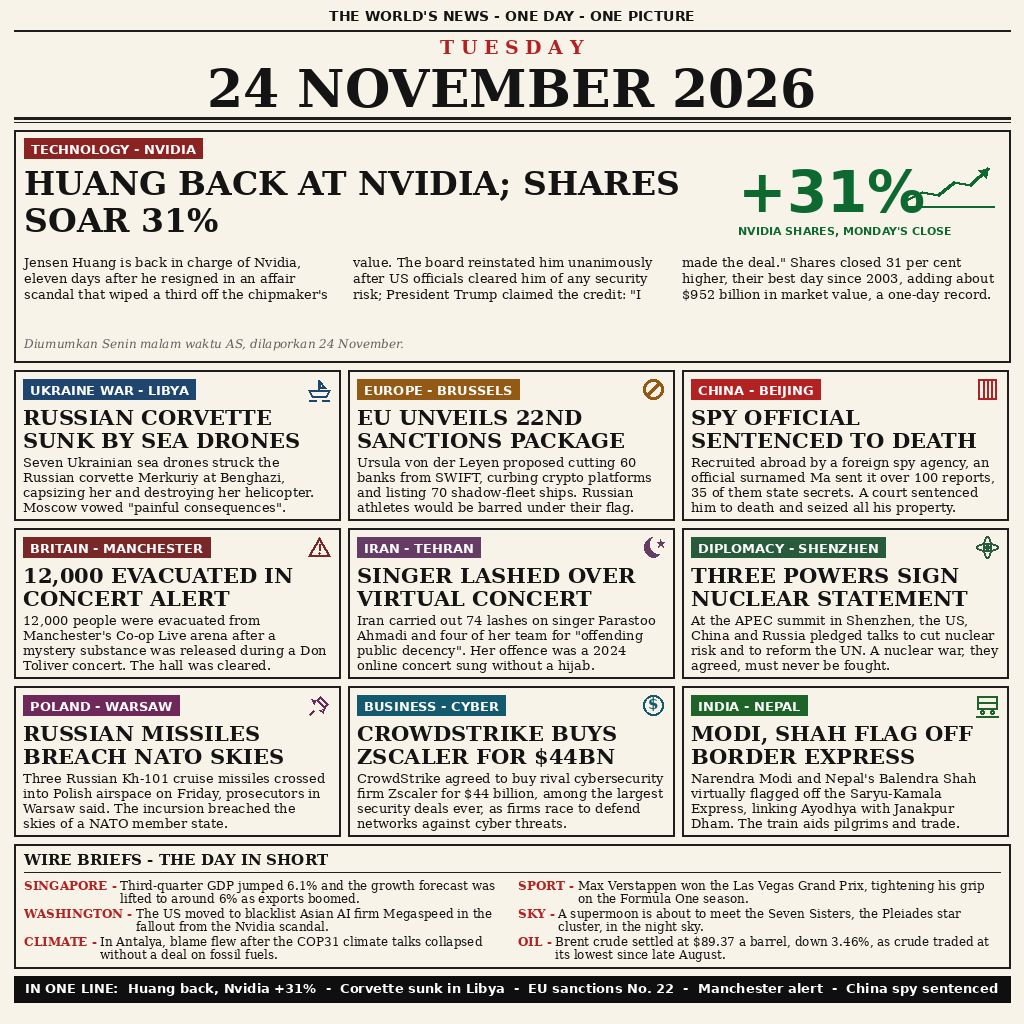 THE WORLD'S NEWS - ONE DAY - ONE PICTURE
TUESDAY
24 NOVEMBER 2026
TECHNOLOGY - NVIDIA
HUANG BACK AT NVIDIA; SHARES
SOAR 31%
+31%
NVIDIA SHARES, MONDAY'S CLOSE
Jensen Huang is back in charge of Nvidia,
eleven days after he resigned in an affair
scandal that wiped a third off the chipmaker's
value. The board reinstated him unanimously
after US officials cleared him of any security
risk; President Trump claimed the credit: "I
made the deal." Shares closed 31 per cent
higher, their best day since 2003, adding about
$952 billion in market value, a one-day record.
Diumumkan Senin malam waktu AS, dilaporkan 24 November.
UKRAINE WAR - LIBYA
RUSSIAN CORVETTE
SUNK BY SEA DRONES
Seven Ukrainian sea drones struck the
Russian corvette Merkuriy at Benghazi,
capsizing her and destroying her helicopter.
Moscow vowed "painful consequences".
EUROPE - BRUSSELS
EU UNVEILS 22ND
SANCTIONS PACKAGE
Ursula von der Leyen proposed cutting 60
banks from SWIFT, curbing crypto platforms
and listing 70 shadow-fleet ships. Russian
athletes would be barred under their flag.
CHINA - BEIJING
SPY OFFICIAL
SENTENCED TO DEATH
Recruited abroad by a foreign spy agency, an
official surnamed Ma sent it over 100 reports,
35 of them state secrets. A court sentenced
him to death and seized all his property.
BRITAIN - MANCHESTER
12,000 EVACUATED IN
CONCERT ALERT
12,000 people were evacuated from
Manchester's Co-op Live arena after a
mystery substance was released during a Don
Toliver concert. The hall was cleared.
IRAN - TEHRAN
SINGER LASHED OVER
VIRTUAL CONCERT
Iran carried out 74 lashes on singer Parastoo
Ahmadi and four of her team for "offending
public decency". Her offence was a 2024
online concert sung without a hijab.
DIPLOMACY - SHENZHEN
THREE POWERS SIGN
NUCLEAR STATEMENT
At the APEC summit in Shenzhen, the US,
China and Russia pledged talks to cut nuclear
risk and to reform the UN. A nuclear war, they
agreed, must never be fought.
POLAND - WARSAW
RUSSIAN MISSILES
BREACH NATO SKIES
Three Russian Kh-101 cruise missiles crossed
into Polish airspace on Friday, prosecutors in
Warsaw said. The incursion breached the
skies of a NATO member state.
BUSINESS - CYBER
$
CROWDSTRIKE BUYS
ZSCALER FOR $44BN
CrowdStrike agreed to buy rival cybersecurity
firm Zscaler for $44 billion, among the largest
security deals ever, as firms race to defend
networks against cyber threats.
INDIA - NEPAL
MODI, SHAH FLAG OFF
BORDER EXPRESS
Narendra Modi and Nepal's Balendra Shah
virtually flagged off the Saryu-Kamala
Express, linking Ayodhya with Janakpur
Dham. The train aids pilgrims and trade.
WIRE BRIEFS - THE DAY IN SHORT
SINGAPORE - Third-quarter GDP jumped 6.1% and the growth forecast was
lifted to around 6% as exports boomed.
WASHINGTON - The US moved to blacklist Asian AI firm Megaspeed in the
fallout from the Nvidia scandal.
CLIMATE - In Antalya, blame flew after the COP31 climate talks collapsed
without a deal on fossil fuels.
SPORT - Max Verstappen won the Las Vegas Grand Prix, tightening his grip
on the Formula One season.
SKY - A supermoon is about to meet the Seven Sisters, the Pleiades star
cluster, in the night sky.
OIL - Brent crude settled at $89.37 a barrel, down 3.46%, as crude traded at
its lowest since late August.
IN ONE LINE: Huang back, Nvidia +31% - Corvette sunk in Libya - EU sanctions No. 22 - Manchester alert - China spy sentenced